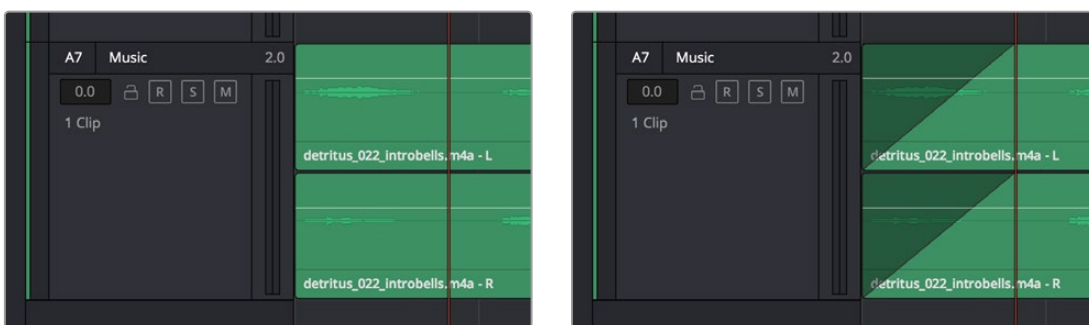 A7 Music 2.0
0.0 R S M
1 Clip
detritus_022_introbells.m4a - L
detritus_022_introbells.m4a - R
A7 Music 2.0
0.0 R S M
1 Clip
detritus_022_introbells.m4a - L
detritus_022_introbells.m4a - R